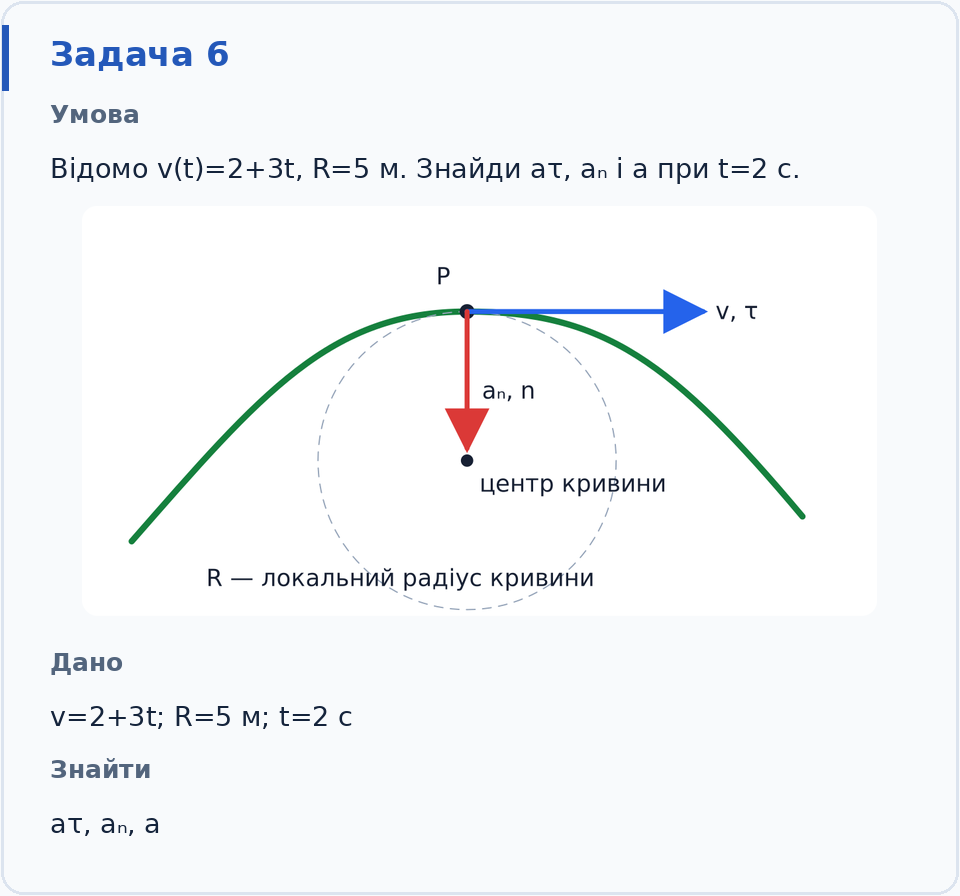 Задача 6
Умова
Відомо v(t)=2+3t, R=5 м. Знайди aτ, aₙ і a при t=2 с.
P
v, τ
aₙ, n
центр кривини
R — локальний радіус кривини
Дано
v=2+3t; R=5 м; t=2 с
Знайти
aτ, aₙ, a